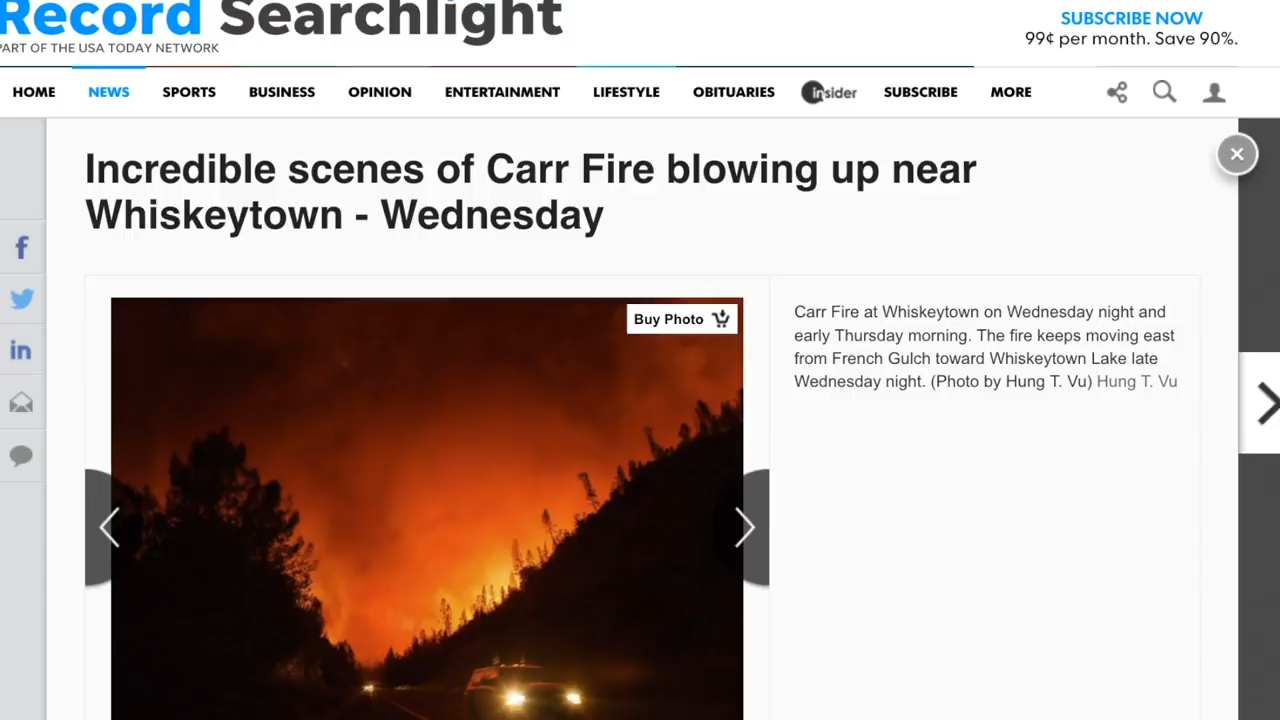 Record Searchlight
PART OF THE USA TODAY NETWORK
SUBSCRIBE NOW
99¢ per month. Save 90%.
HOME NEWS SPORTS BUSINESS OPINION ENTERTAINMENT LIFESTYLE OBITUARIES insider SUBSCRIBE MORE
Incredible scenes of Carr Fire blowing up near
Whiskeytown - Wednesday
Buy Photo
Carr Fire at Whiskeytown on Wednesday night and
early Thursday morning. The fire keeps moving east
from French Gulch toward Whiskeytown Lake late
Wednesday night. (Photo by Hung T. Vu) Hung T. Vu